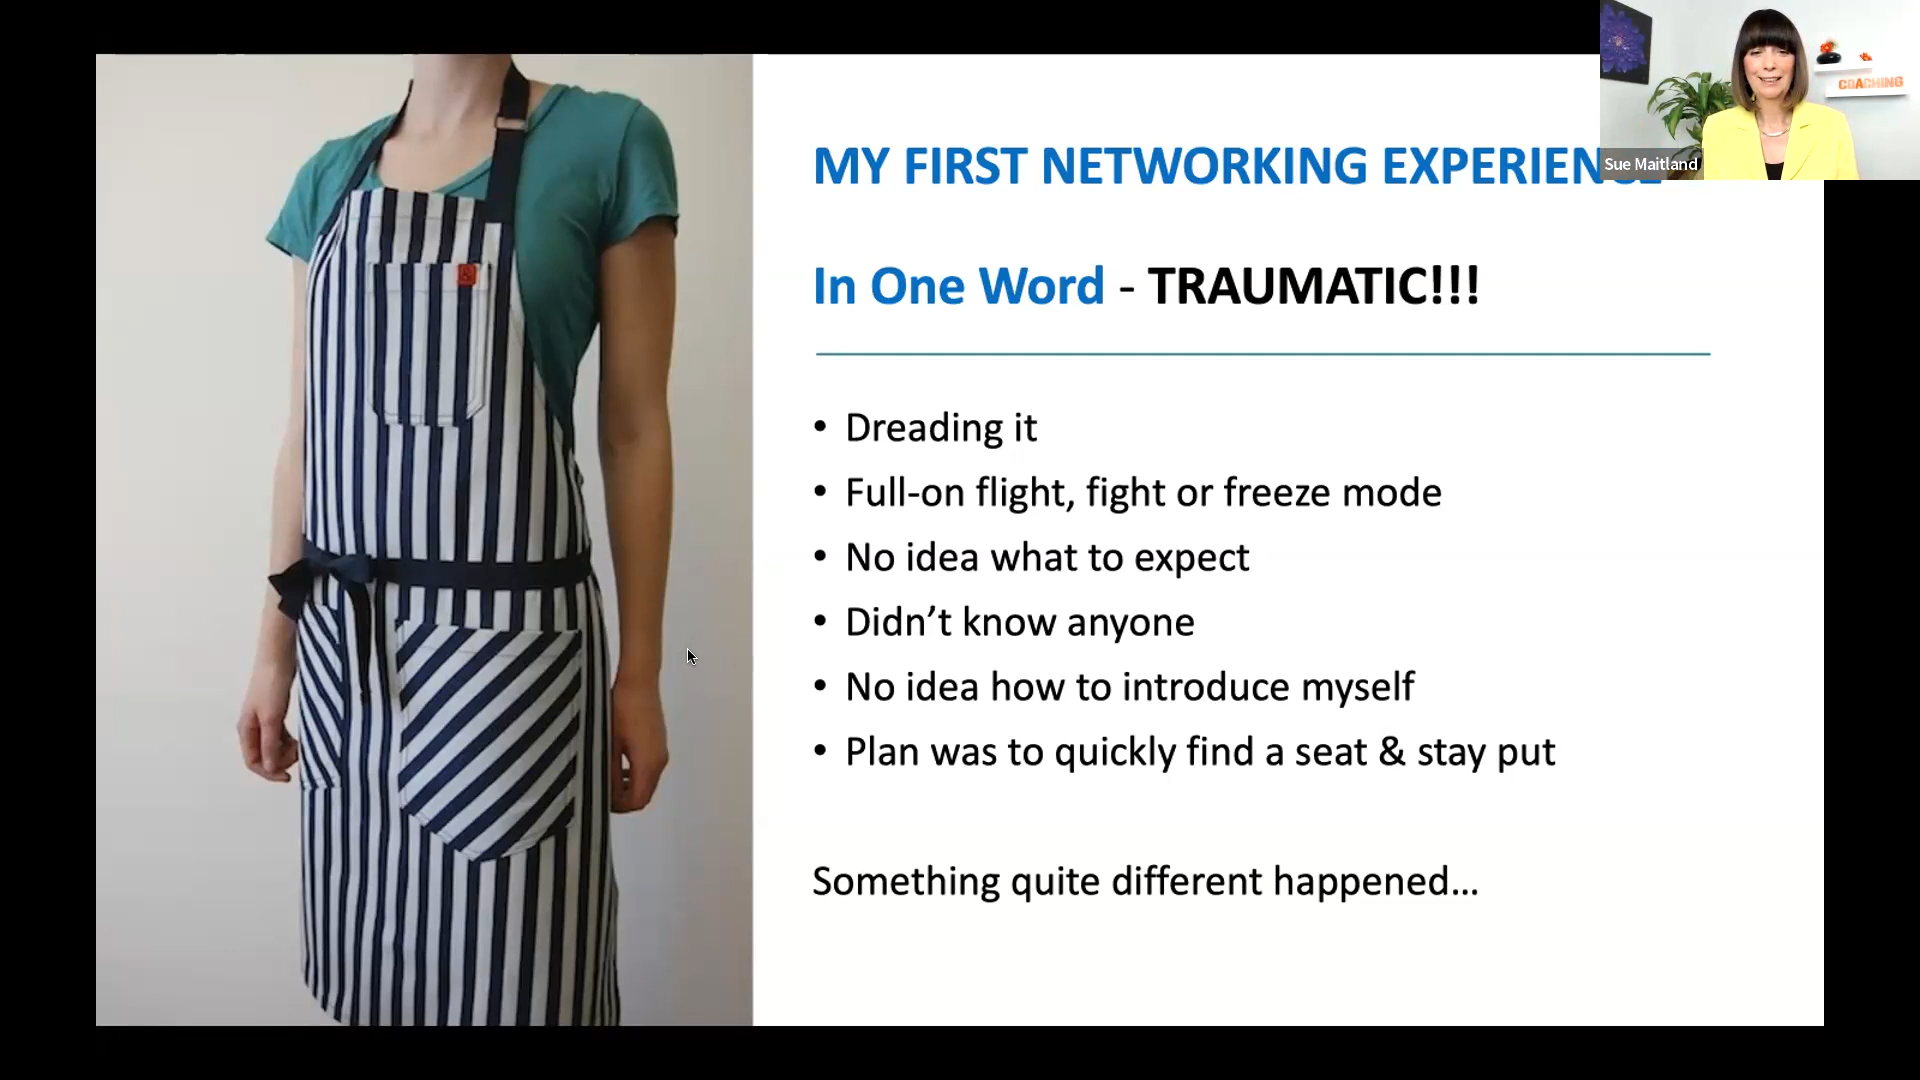 MY FIRST NETWORKING EXPERIENCE
In One Word - TRAUMATIC!!!
• Dreading it
• Full-on flight, fight or freeze mode
• No idea what to expect
• Didn’t know anyone
• No idea how to introduce myself
• Plan was to quickly find a seat & stay put
Something quite different happened...
COACHING
Sue Maitland